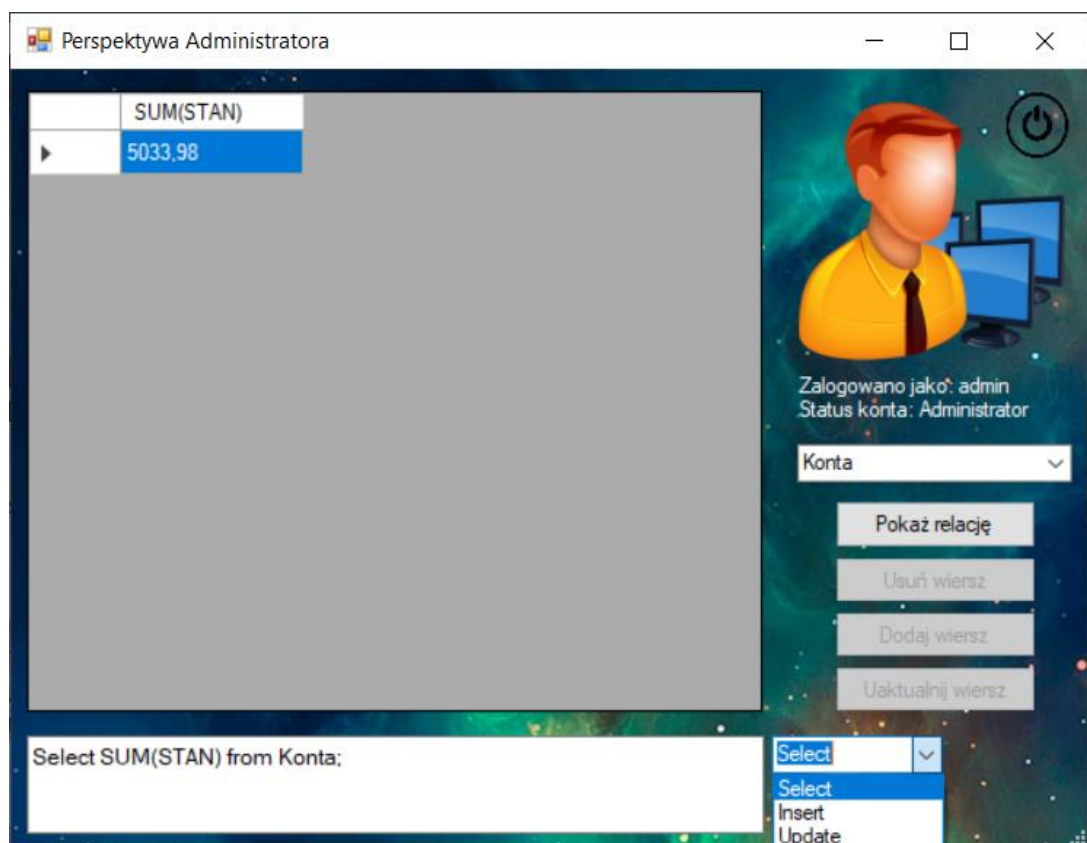 Perspektywa Administratora
SUM(STAN)
5033,98
Zalogowano jako: admin
Status konta: Administrator
Konta
Pokaż relację
Usuń wiersz
Dodaj wiersz
Uaktualnij wiersz
Select SUM(STAN) from Konta;
Select
Select
Insert
Update